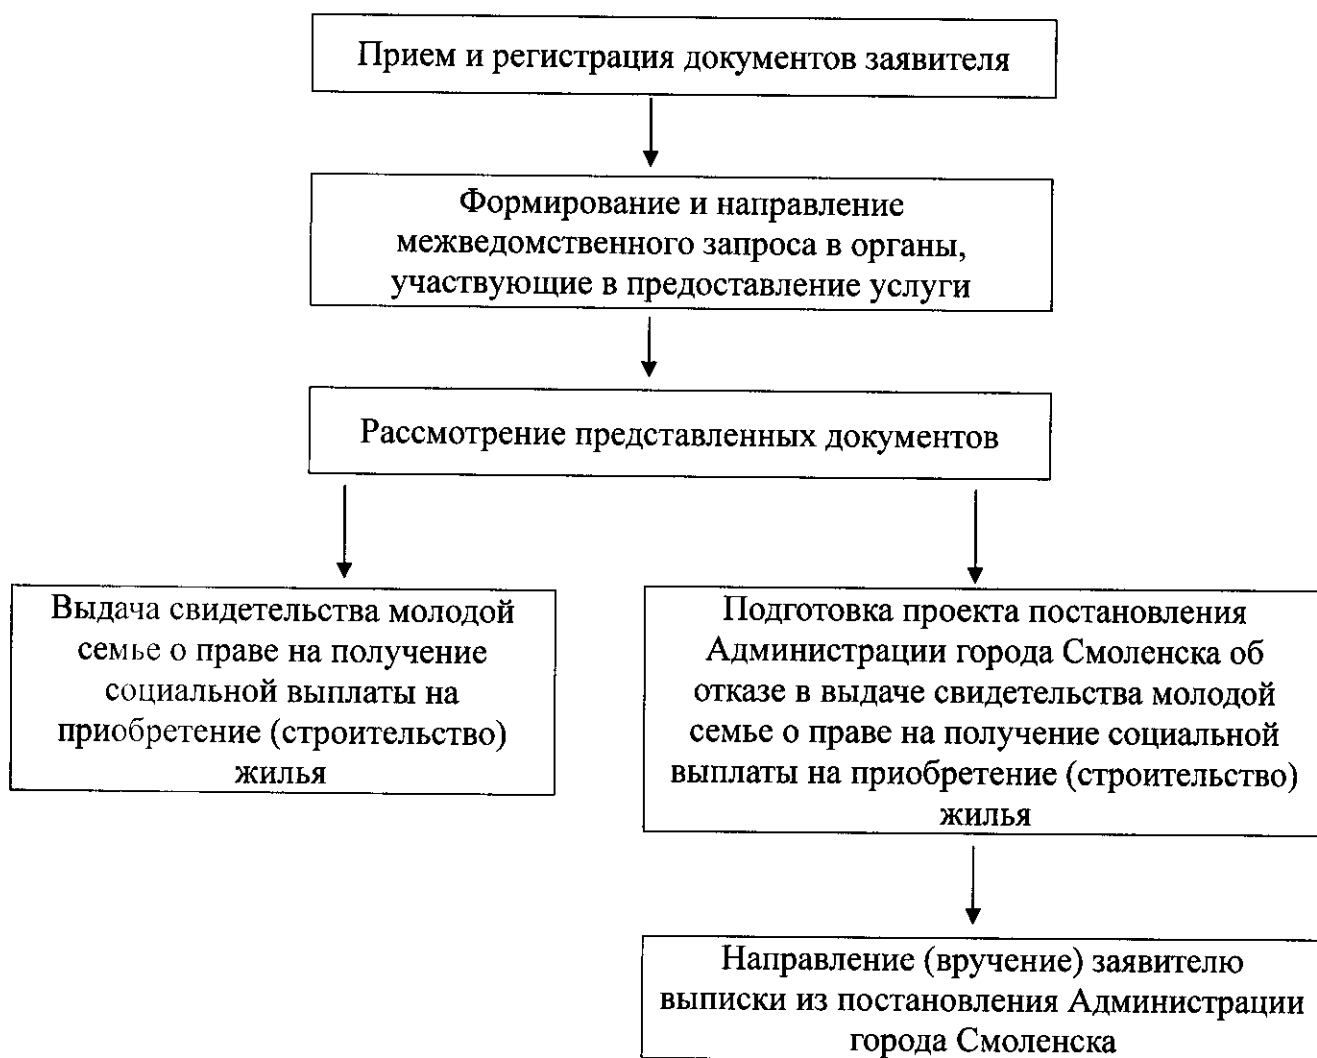 Прием и регистрация документов заявителя
Формирование и направление
межведомственного запроса в органы,
участвующие в предоставление услуги
Рассмотрение представленных документов
Выдача свидетельства молодой
семье о праве на получение
социальной выплаты на
приобретение (строительство)
жилья
Подготовка проекта постановления
Администрации города Смоленска об
отказе в выдаче свидетельства молодой
семье о праве на получение социальной
выплаты на приобретение (строительство)
жилья
Направление (вручение) заявителю
выписки из постановления Администрации
города Смоленска